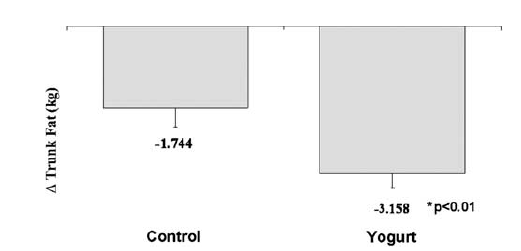 Δ Trunk Fat (kg)
-1.744
-3.158 *p<0.01
Control Yogurt